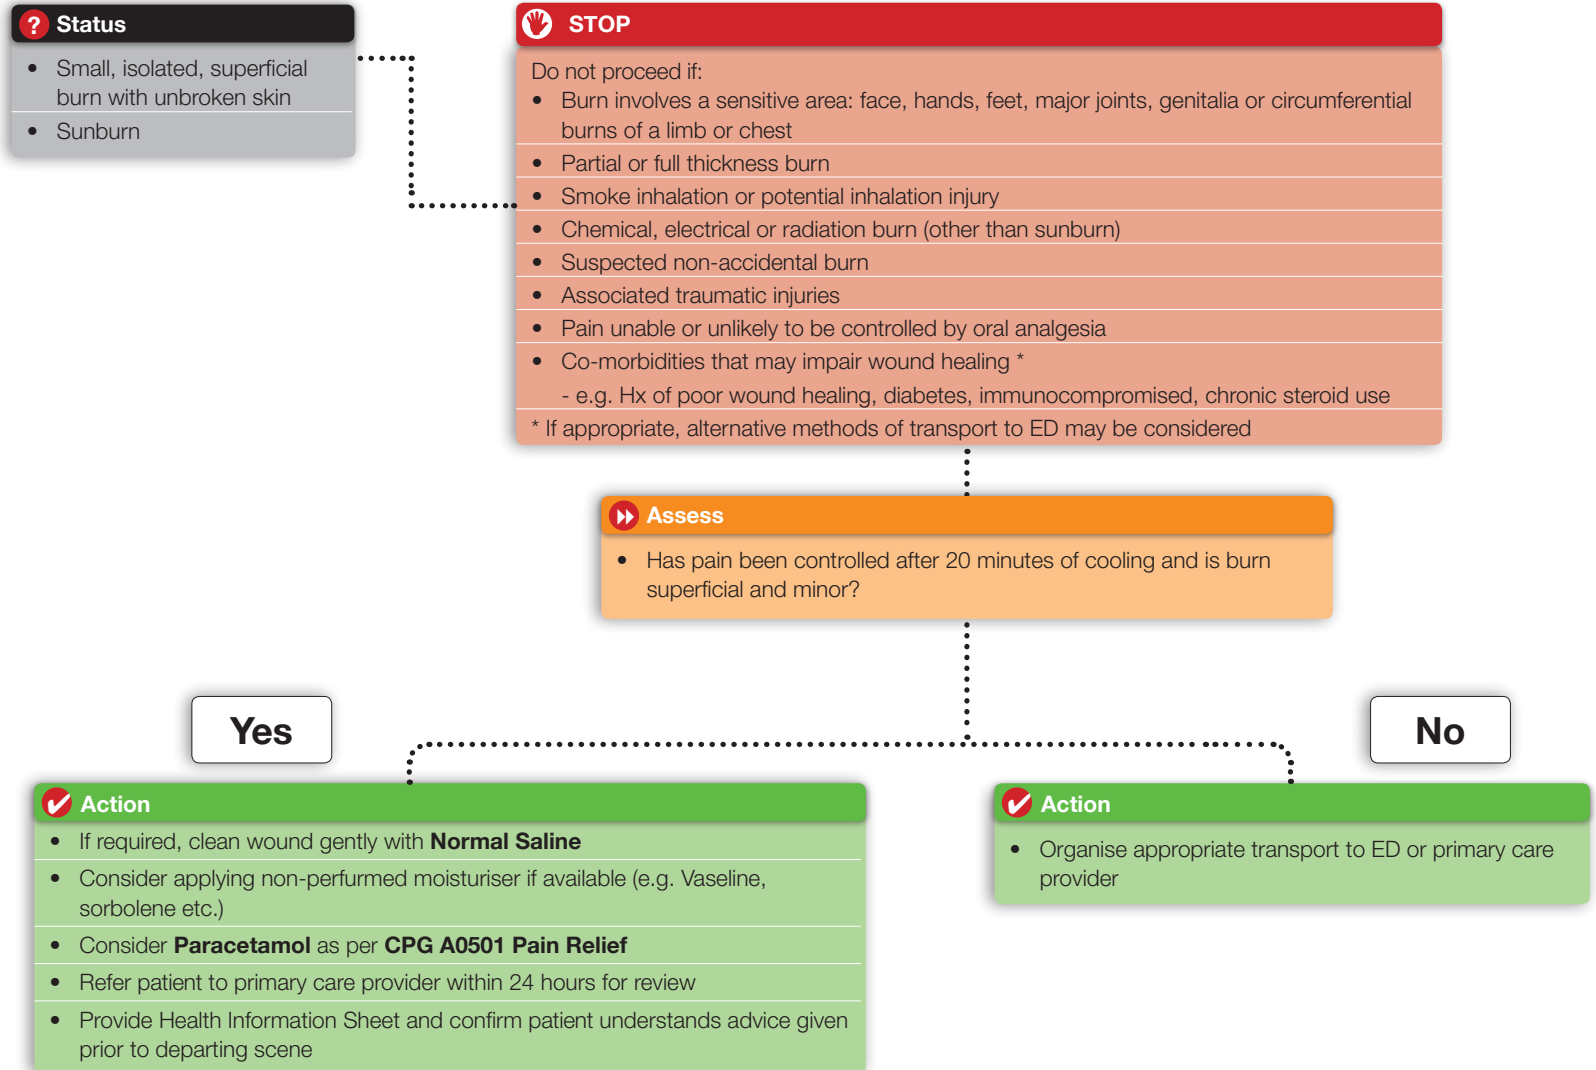 ? Status
• Small, isolated, superficial
burn with unbroken skin
• Sunburn
STOP
Do not proceed if:
• Burn involves a sensitive area: face, hands, feet, major joints, genitalia or circumferential
burns of a limb or chest
• Partial or full thickness burn
• Smoke inhalation or potential inhalation injury
• Chemical, electrical or radiation burn (other than sunburn)
• Suspected non-accidental burn
• Associated traumatic injuries
• Pain unable or unlikely to be controlled by oral analgesia
• Co-morbidities that may impair wound healing *
- e.g. Hx of poor wound healing, diabetes, immunocompromised, chronic steroid use
* If appropriate, alternative methods of transport to ED may be considered
Assess
• Has pain been controlled after 20 minutes of cooling and is burn
superficial and minor?
Yes
No
Action
• If required, clean wound gently with Normal Saline
• Consider applying non-perfurmed moisturiser if available (e.g. Vaseline,
sorbolene etc.)
• Consider Paracetamol as per CPG A0501 Pain Relief
• Refer patient to primary care provider within 24 hours for review
• Provide Health Information Sheet and confirm patient understands advice given
prior to departing scene
Action
• Organise appropriate transport to ED or primary care
provider